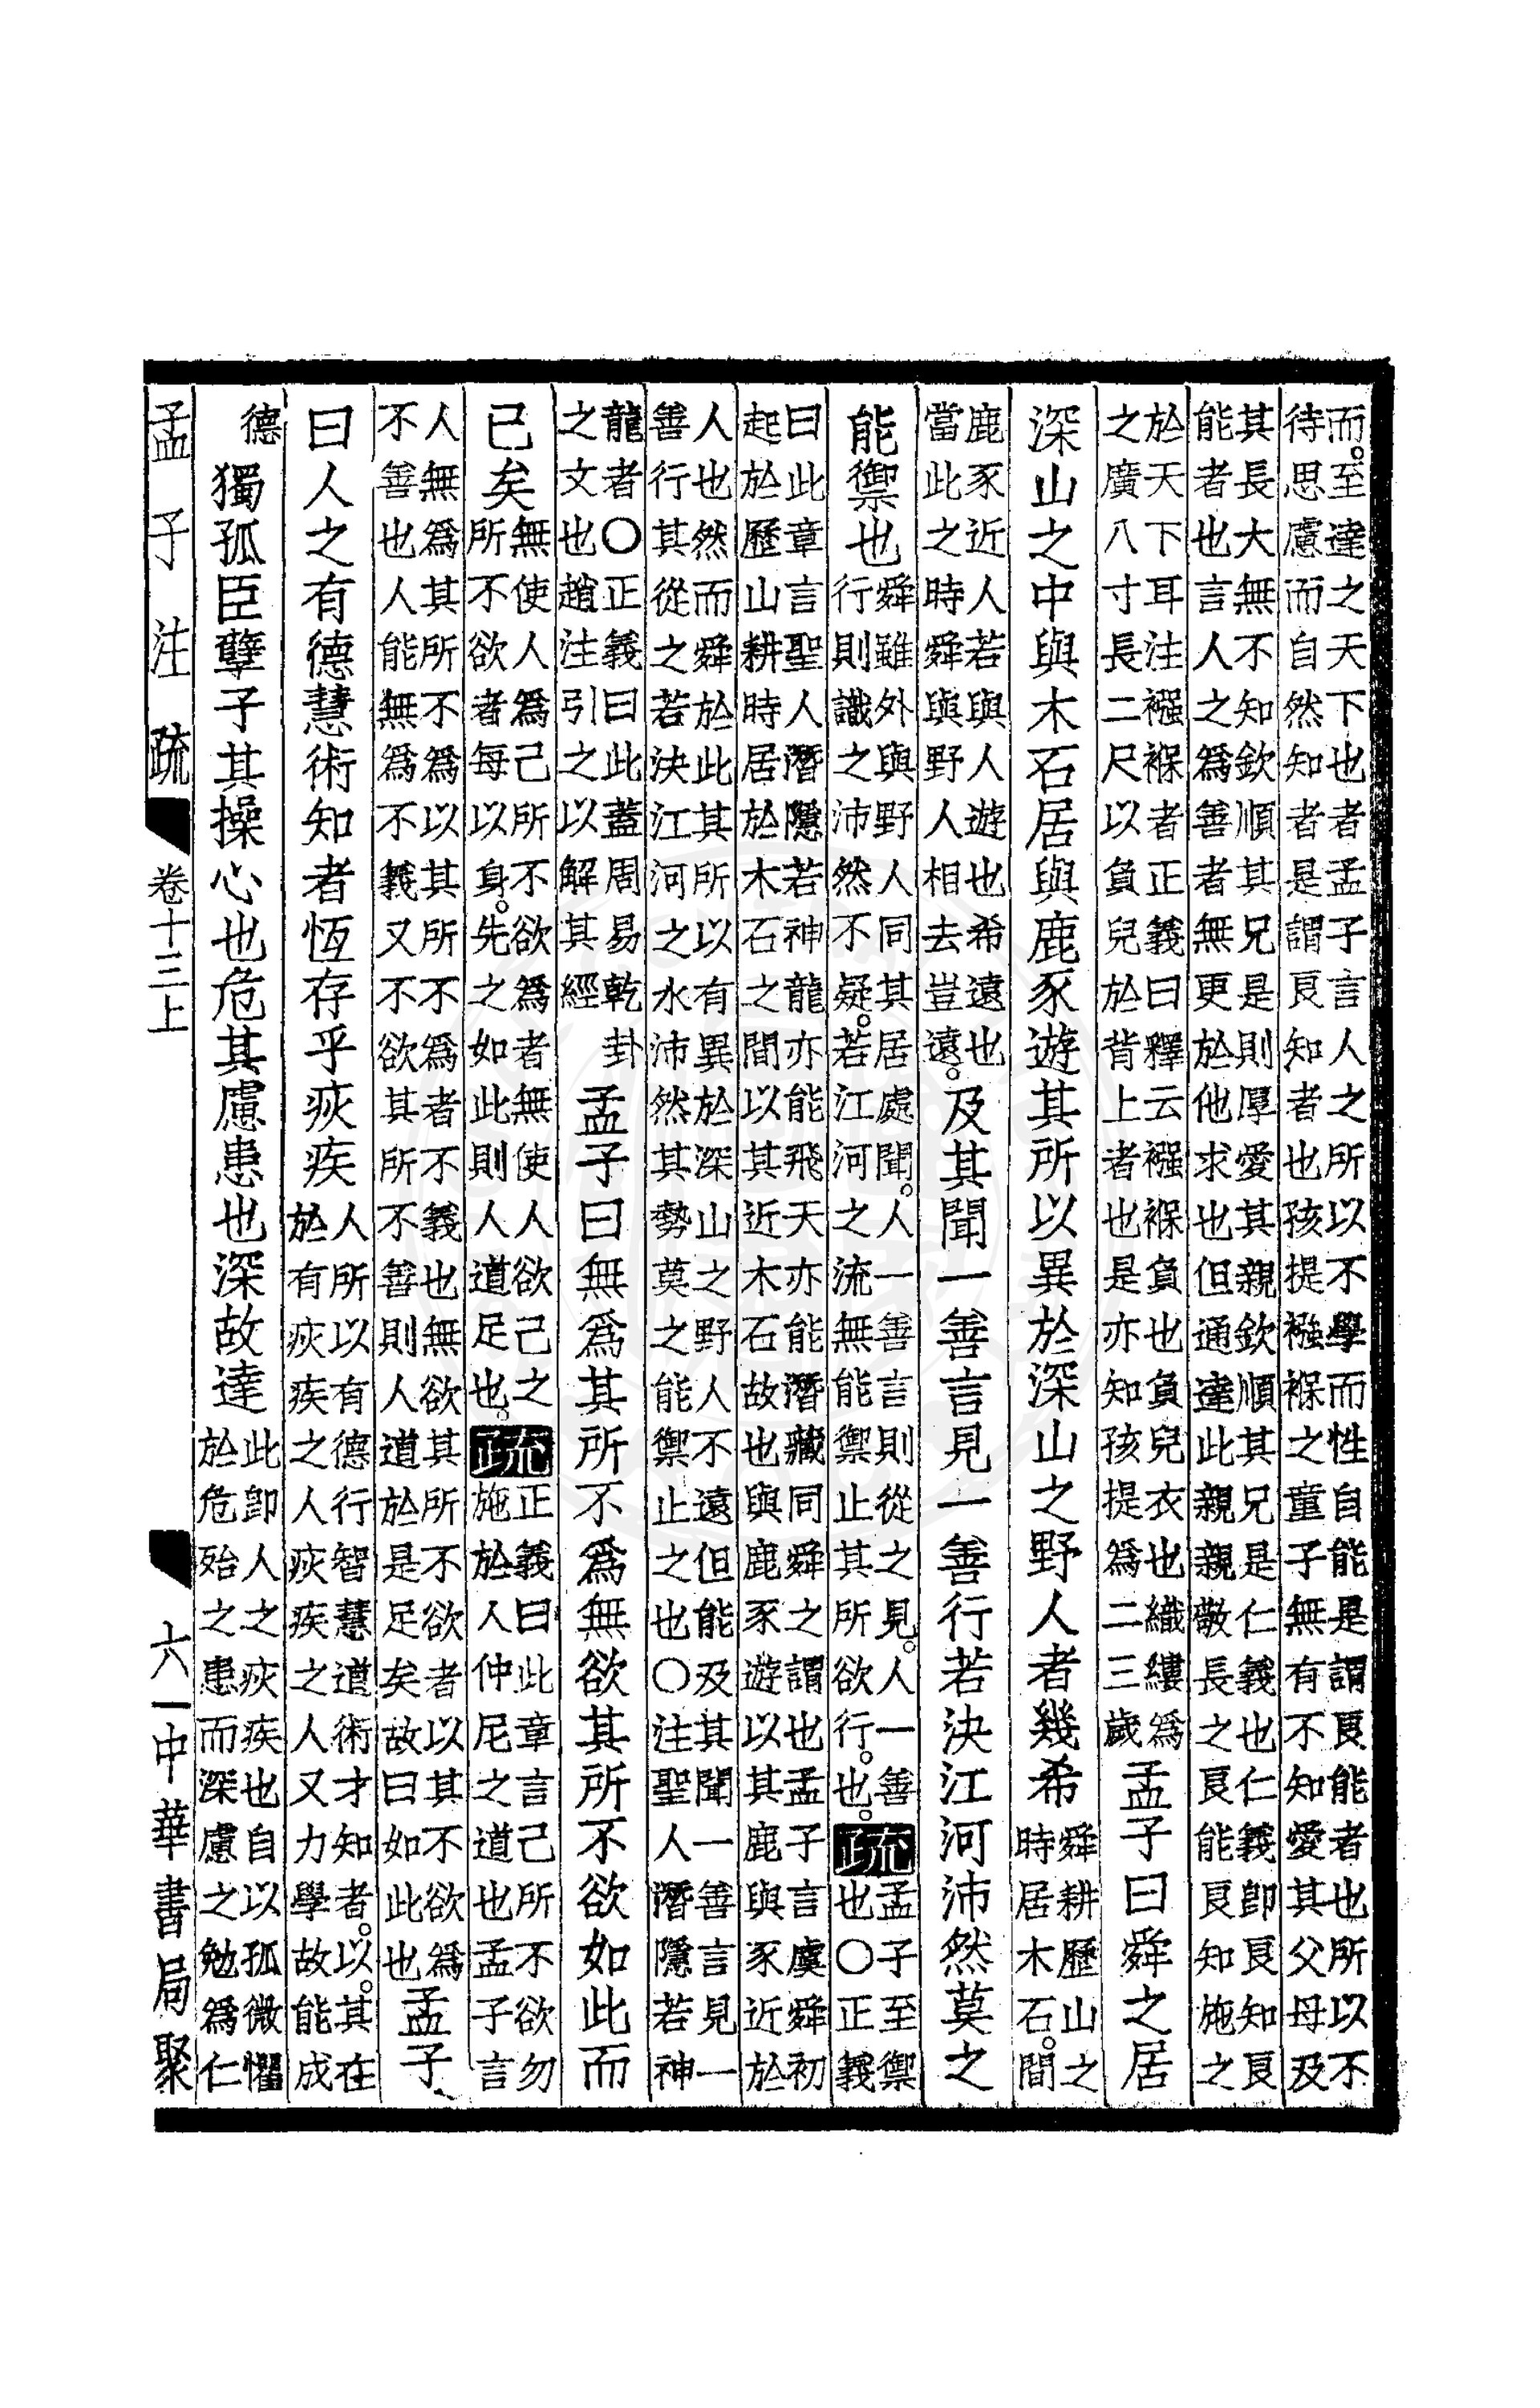 而。至達之天下也者孟子言人之所以不學而性自能是謂良能者也所以不
待思慮而自然知者是謂良知者也孩提襁褓之童子無有不知愛其父母及
其長大無不知欽順其兄是則厚愛其親欽順其兄是仁義也仁義卽良知良
能者也言人之爲善者無更於他求也但通達此親親敬長之良能良知施之
於天下耳注襁褓者正義曰釋云襁褓負也負兒衣也織縷爲
之廣八寸長二尺以負兒於背上者也是亦知孩提爲二三歲
孟子曰舜之居
深山之中與木石居與鹿豕遊其所以異於深山之野人者幾希
舜耕歷山之
時居木石。間
鹿豕近人若與人遊也希遠也
當此之時舜與野人相去豈遠。
及其聞一善言見一善行若決江河沛然莫之
能禦也
舜雖外與野人同其居處聞。人一善言則從之見。人一善
行則識之沛然不疑。若江河之流無能禦止其所欲行。也。
疏
孟子至禦
也○正義
曰此章言聖人潛隱若神龍亦能飛天亦能潛藏同舜之謂也孟子言虞舜初
起於歷山耕時居於木石之間以其近木石故也與鹿豕遊以其鹿與豕近於
人也然而舜於此其所以有異於深山之野人不遠但能及其聞一善言見一
善行其從之若決江河之水沛然其勢莫之能禦止之也○注聖人潛隱若神
龍者○正義曰此蓋周易乾卦
之文也趙注引之以解其經
孟子曰無爲其所不爲無欲其所不欲如此而
已矣
無使人爲己所不欲爲者無使人欲己之
所不欲者每以身。先之如此則人道足也。
疏
正義曰此章言己所不欲勿
施於人仲尼之道也孟子言
人無爲其所不爲以其所不爲者不義也無欲其所不欲者以其不欲爲
不善也人能無爲不義又不欲其所不善則人道於是足矣故曰如此也
孟子
曰人之有德慧術知者恆存乎疢疾
人所以有德行智慧道術才知者。以。其在
於有疢疾之人疢疾之人又力學故能成
德
獨孤臣孽子其操心也危其慮患也深故達
此卽人之疢疾也自以孤微懼
於危殆之患而深慮之勉爲仁
孟子注疏
卷十三上
六一中華書局聚